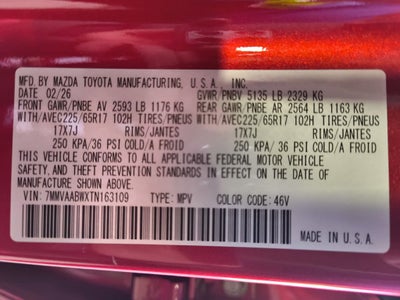 MFD. BY MAZDA TOYOTA MANUFACTURING, U.S.A., INC.
DATE 02/26 GVWR/PNBV 5135 LB 2329 KG
FRONT GAWR/PNBE AV 2593 LB 1176 KG REAR GAWR/PNBE AR 2564 LB 1163 KG
WITH/AVEC225/65R17 102H TIRES/PNEUS WITH/AVEC225/65R17 102H TIRES/PNEUS
17X7J RIMS/JANTES 17X7J RIMS/JANTES
250 KPA/ 36 PSI COLD/A FROID 250 KPA/ 36 PSI COLD/A FROID
THIS VEHICLE CONFORMS TO ALL APPLICABLE FEDERAL MOTOR VEHICLE
SAFETY, AND THEFT PREVENTION STANDARDS IN EFFECT ON THE DATE OF
MANUFACTURE SHOWN ABOVE.
VIN: 7MMVAABWXTN163109 TYPE: MPV COLOR CODE: 46V
MADE IN U.S.A.